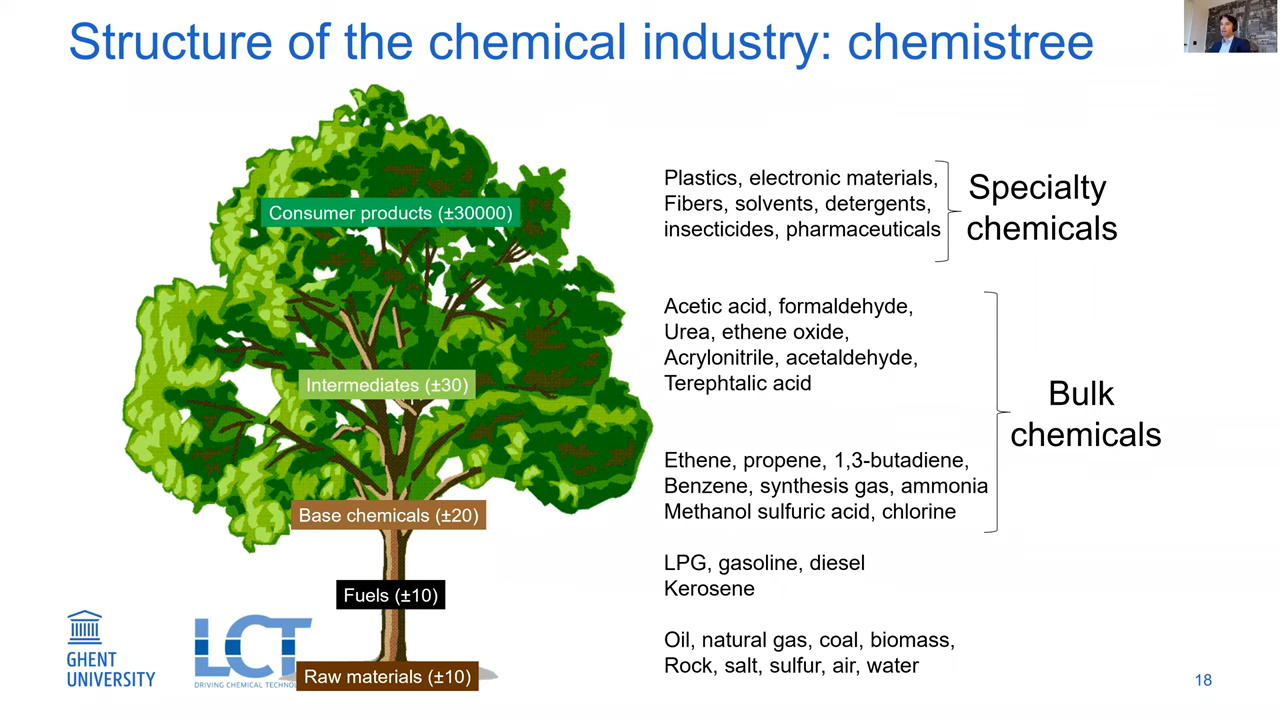 Structure of the chemical industry: chemistree
Consumer products (±30000)
Plastics, electronic materials,
Fibers, solvents, detergents,
insecticides, pharmaceuticals
Specialty
chemicals
Intermediates (±30)
Acetic acid, formaldehyde,
Urea, ethene oxide,
Acrylonitrile, acetaldehyde,
Terephtalic acid
Bulk
chemicals
Base chemicals (±20)
Ethene, propene, 1,3-butadiene,
Benzene, synthesis gas, ammonia
Methanol sulfuric acid, chlorine
Fuels (±10)
LPG, gasoline, diesel
Kerosene
Raw materials (±10)
Oil, natural gas, coal, biomass,
Rock, salt, sulfur, air, water
GHENT
UNIVERSITY
LCT
DRIVING CHEMICAL
18